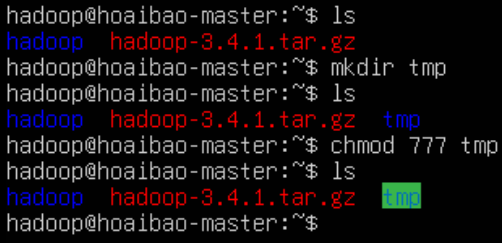 hadoop@hoaibao-master:~$ ls
hadoop  hadoop-3.4.1.tar.gz
hadoop@hoaibao-master:~$ mkdir tmp
hadoop@hoaibao-master:~$ ls
hadoop  hadoop-3.4.1.tar.gz  tmp
hadoop@hoaibao-master:~$ chmod 777 tmp
hadoop@hoaibao-master:~$ ls
hadoop  hadoop-3.4.1.tar.gz  tmp
hadoop@hoaibao-master:~$